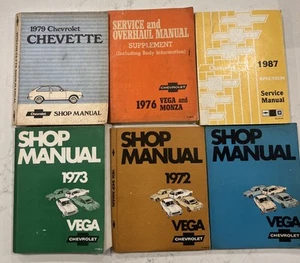 1979 Chevrolet
CHEVETTE
Chevrolet SHOP MANUAL
SERVICE and
OVERHAUL MANUAL
SUPPLEMENT
(Including Body Information)
1976 VEGA and
MONZA
1987
Service
Manual
SHOP
MANUAL
1973
VEGA
CHEVROLET
SHOP
MANUAL
1972
VEGA
CHEVROLET
SHOP
MANUAL
VEGA
CHEVROLET